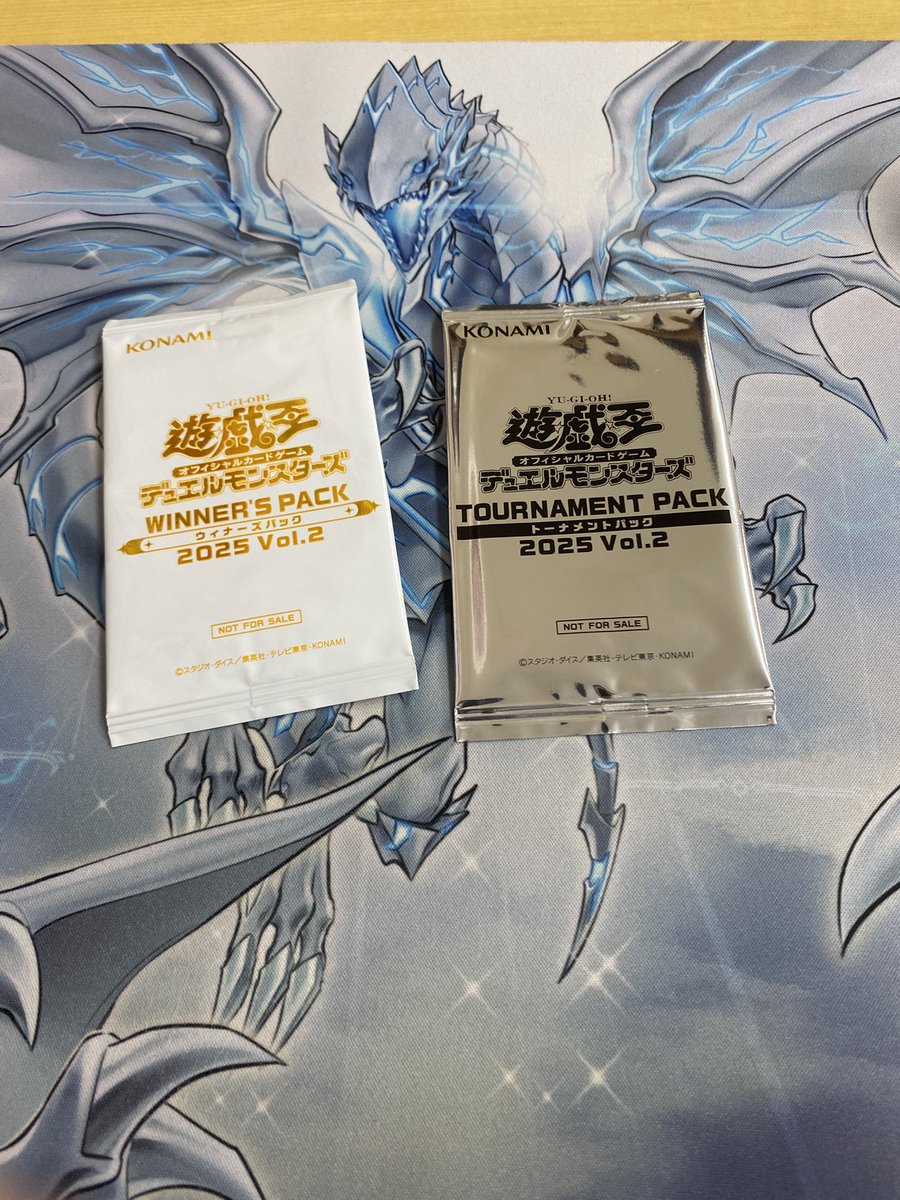 KONAMI
YU-GI-OH!
遊☆戯☆王
オフィシャルカードゲーム
デュエルモンスターズ
WINNER'S PACK
ウィナーズパック
2025 Vol.2
NOT FOR SALE
©スタジオ・ダイス／集英社・テレビ東京・KONAMI
KONAMI
YU-GI-OH!
遊☆戯☆王
オフィシャルカードゲーム
デュエルモンスターズ
TOURNAMENT PACK
トーナメントパック
2025 Vol.2
NOT FOR SALE
©スタジオ・ダイス／集英社・テレビ東京・KONAMI